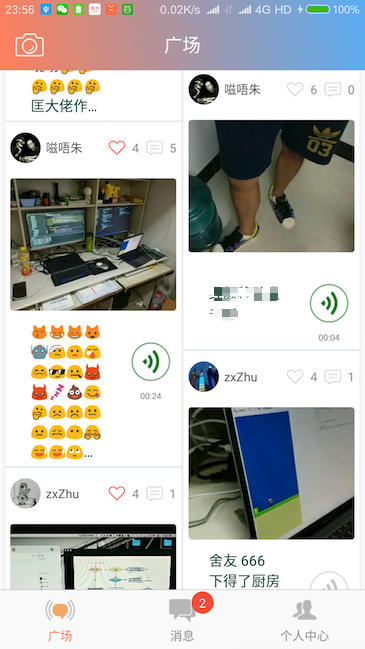 23:56
0.02K/s
4G HD
100%
广场
匡大佬作...
嗞唔朱
4
5
00:24
zxZhu
4
1
嗞唔朱
6
0
03
00:04
zxZhu
4
1
舍友 666
下得了厨房
广场
2
消息
个人中心